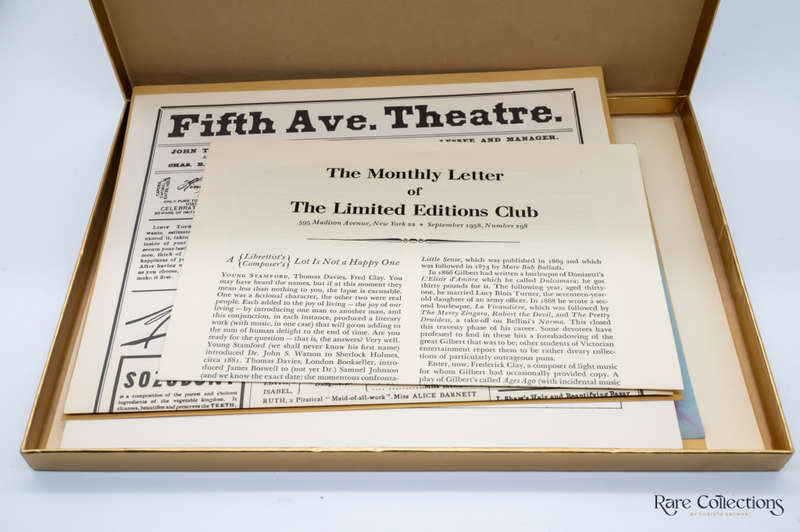 Fifth Ave. Theatre.
AND MANAGER.
JOHN T
CHAS. R.
The Monthly Letter
of
The Limited Editions Club
595 Madison Avenue, New York 22 • September 1958, Number 298
A {Librettist's} {Composer's} Lot Is Not a Happy One
YOUNG STAMFORD, Thomas Davies, Fred Clay. You
may have heard the names, but if at this moment they
mean less than nothing to you, the lapse is excusable.
One was a fictional character, the other two were real
people. Each added to the joy of living — the joy of our
living — by introducing one man to another man, and
this conjunction, in each instance, produced a literary
work (with music, in one case) that will go on adding to
the sum of human delight to the end of time. Are you
ready for the question — that is, the answers? Very well.
Young Stamford (we shall never know his first name)
introduced Dr. John S. Watson to Sherlock Holmes,
circa 1881. Thomas Davies, London Bookseller, intro-
duced James Boswell to (not yet Dr.) Samuel Johnson
(and we know the exact date; the momentous confronta-
Little Sense, which was published in 1869 and which
was followed in 1873 by More Bab Ballads.
In 1866 Gilbert had written a burlesque of Donizetti's
L'Elisir d'Amore which he called Dulcamara; he got
thirty pounds for it. The following year, aged thirty-
one, he married Lucy Blois Turner, the seventeen-year-
old daughter of an army officer. In 1868 he wrote a sec-
ond burlesque, La Vivandière, which was followed by
The Merry Zingara, Robert the Devil, and The Pretty
Druidess, a take-off on Bellini's Norma. This closed
this travesty phase of his career. Some devotees have
professed to find in these his a foreshadowing of the
great Gilbert that was to be; other students of Victorian
entertainment report them to be rather dreary collec-
tions of particularly outrageous puns.
Enter, now, Frederick Clay, a composer of light music
for whom Gilbert had occasionally provided copy. A
play of Gilbert's called Ages Ago (with incidental music
SOZODONT
is a composition of the purest and choicest
ingredients of the vegetable kingdom. It
cleanses, beautifies and preserves the TEETH,
ISABEL,
RUTH, a Piratical "Maid-of-all-work". Miss ALICE BARNETT
T. Shaw's Hair and Beautifying Bazar
Rare Collections